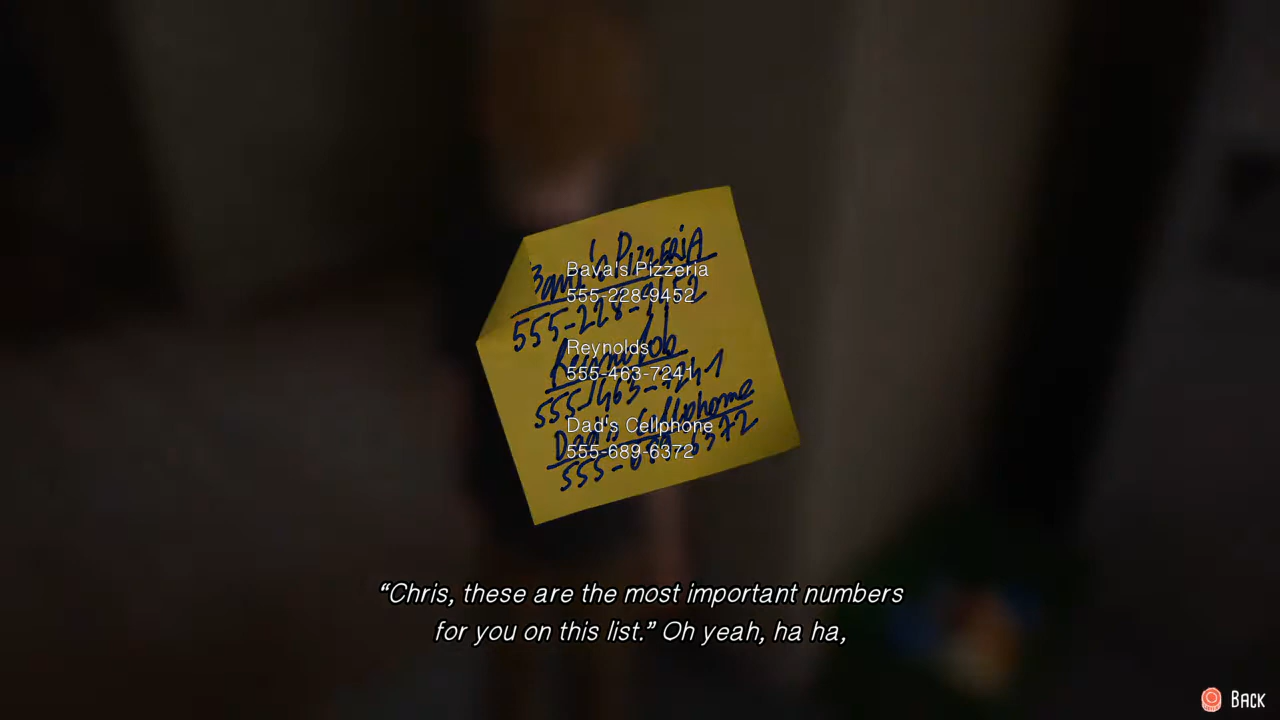 Bava's Pizzeria
555-228-9452
Reynolds
555-463-7241
Dad's Cellphone
555-689-6372
“Chris, these are the most important numbers
for you on this list.” Oh yeah, ha ha,
BACK